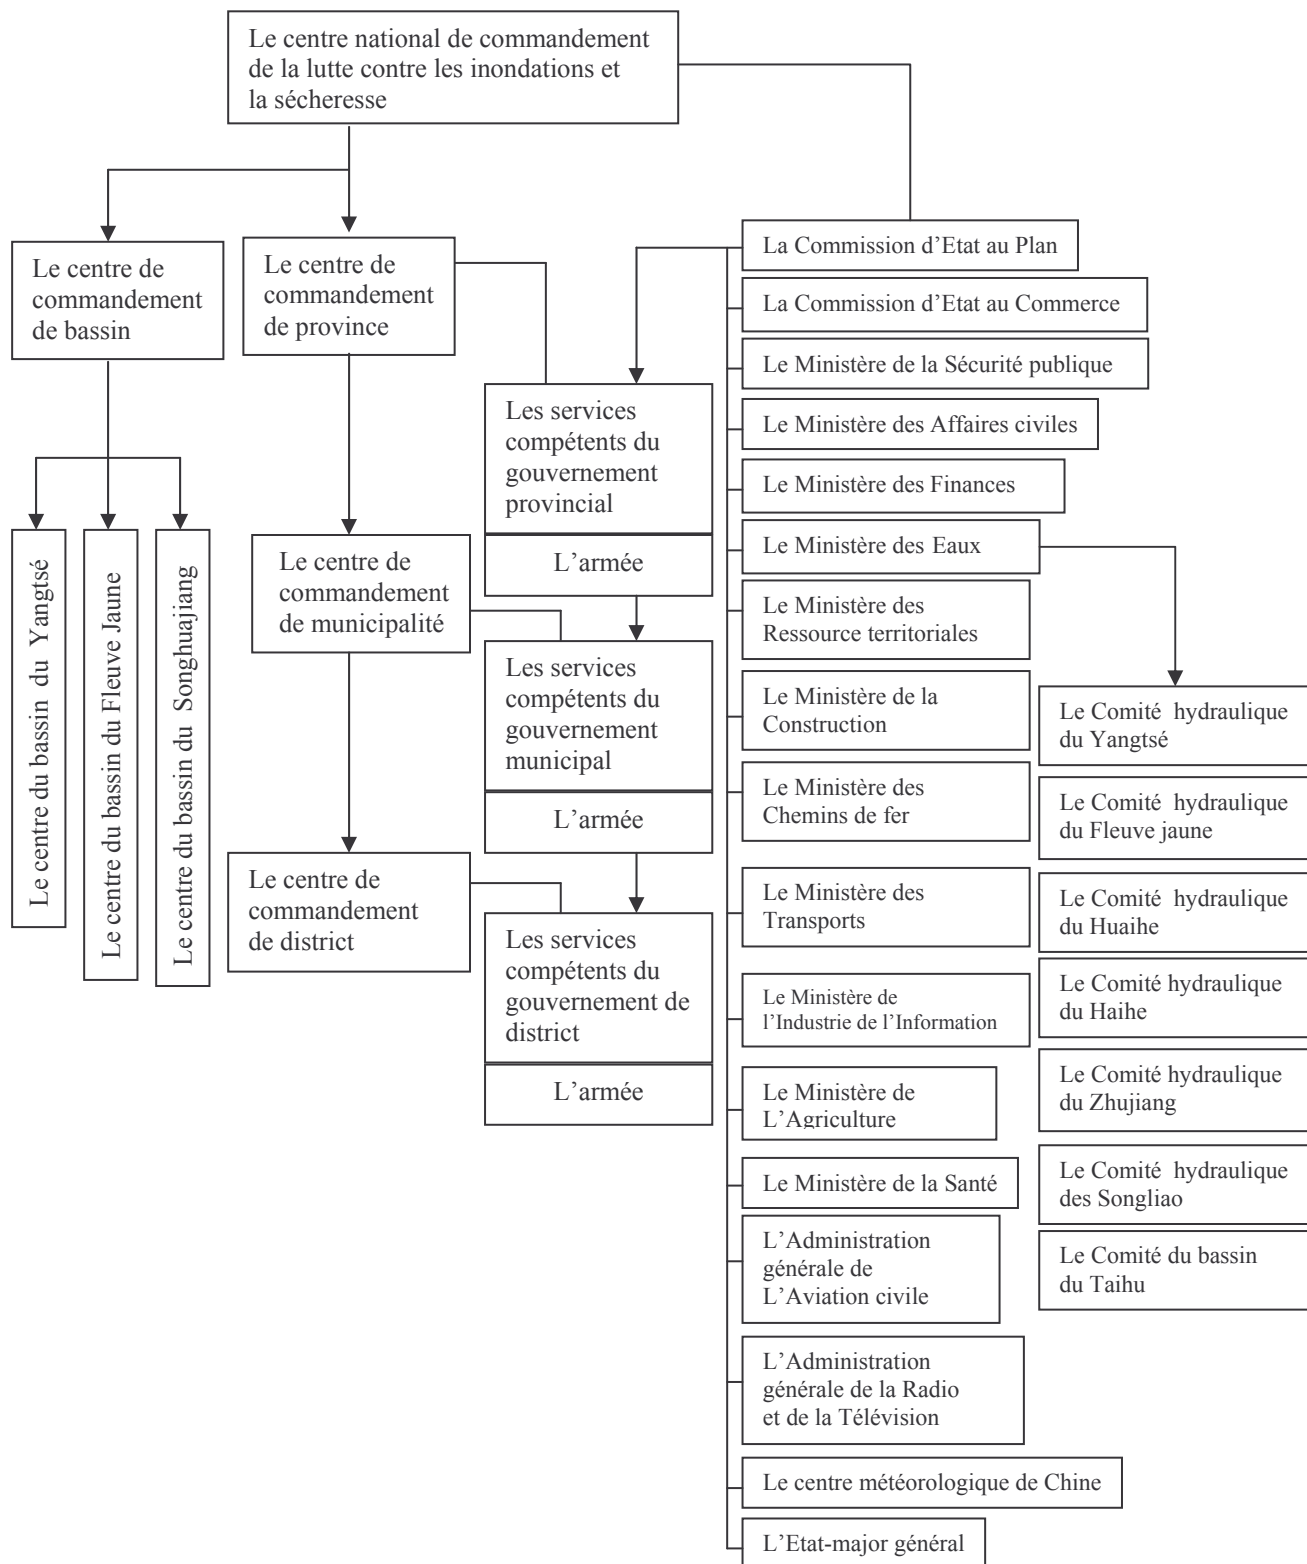 Le centre national de commandement
de la lutte contre les inondations et
la sécheresse
Le centre de
commandement
de bassin
Le centre de
commandement
de province
Le centre du bassin du Yangtsé
Le centre du bassin du Fleuve Jaune
Le centre du bassin du Songhuajiang
Le centre de
commandement
de municipalité
Le centre de
commandement
de district
Les services
compétents du
gouvernement
provincial
L’armée
Les services
compétents du
gouvernement
municipal
L’armée
Les services
compétents du
gouvernement de
district
L’armée
La Commission d’Etat au Plan
La Commission d’Etat au Commerce
Le Ministère de la Sécurité publique
Le Ministère des Affaires civiles
Le Ministère des Finances
Le Ministère des Eaux
Le Ministère des
Ressource territoriales
Le Ministère de la
Construction
Le Ministère des
Chemins de fer
Le Ministère des
Transports
Le Ministère de
l’Industrie de l’Information
Le Ministère de
L’Agriculture
Le Ministère de la Santé
L’Administration
générale de
L’Aviation civile
L’Administration
générale de la Radio
et de la Télévision
Le centre météorologique de Chine
L’Etat-major général
Le Comité hydraulique
du Yangtsé
Le Comité hydraulique
du Fleuve jaune
Le Comité hydraulique
du Huaihe
Le Comité hydraulique
du Haihe
Le Comité hydraulique
du Zhujiang
Le Comité hydraulique
des Songliao
Le Comité du bassin
du Taihu